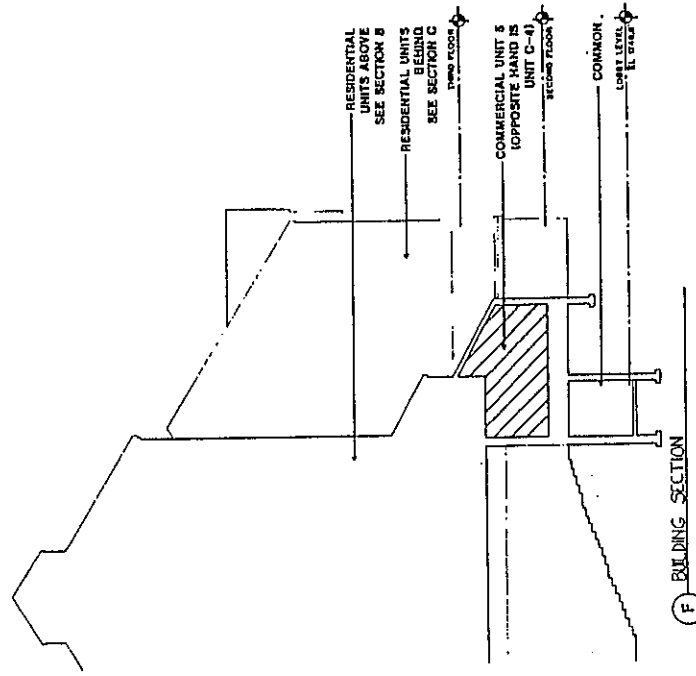 RESIDENTIAL
UNITS ABOVE
SEE SECTION B
RESIDENTIAL UNITS
BEHIND
SEE SECTION C
THIRD FLOOR
COMMERCIAL UNIT 5
(OPPOSITE HAND IS
UNIT C-4)
SECOND FLOOR
COMMON
LOBBY LEVEL
F BUILDING SECTION